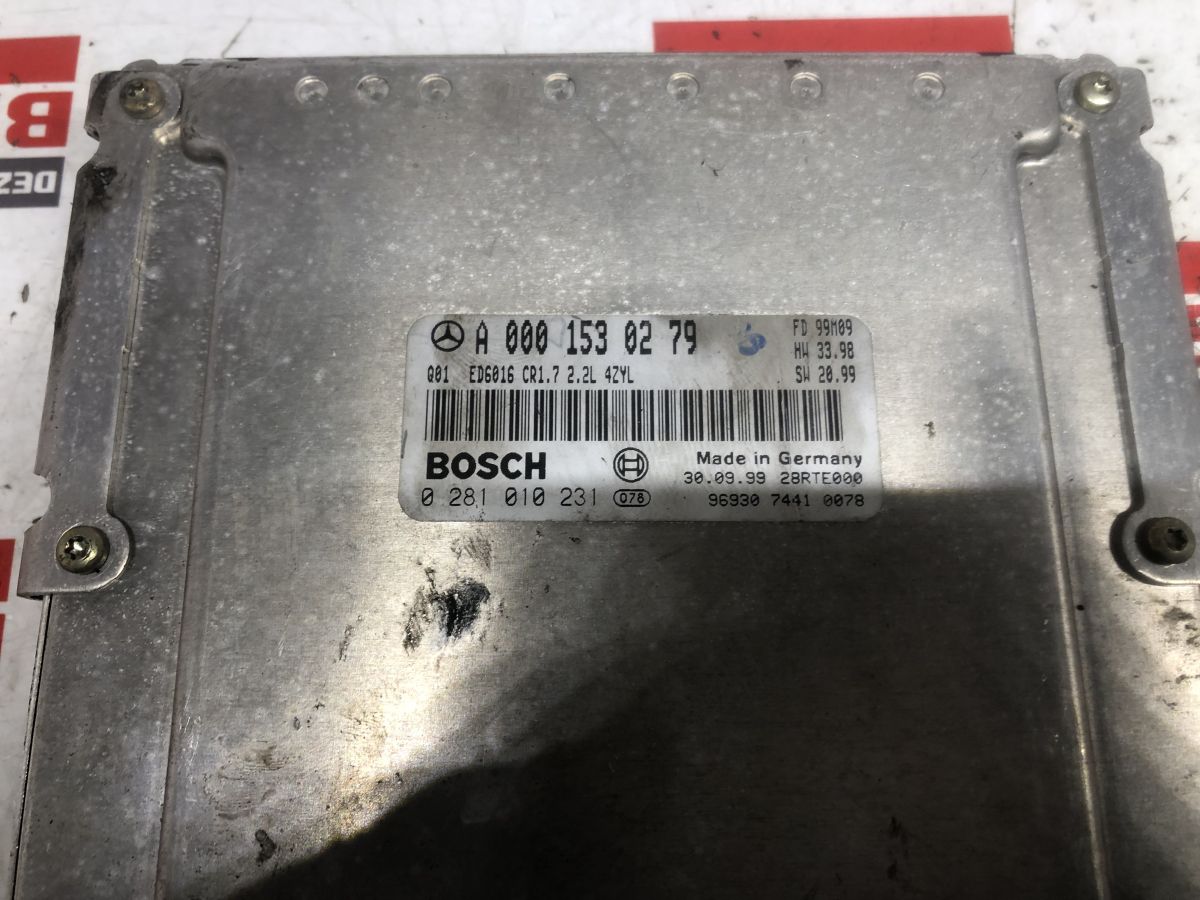 A 000 153 02 79
FD 99M09
HW 33.98
Q01 ED6016 CR1.7 2.2L 4ZYL
SW 20.99
BOSCH
Made in Germany
30.09.99 28RTE000
0 281 010 231 078
96930 7441 0078
B
DEZ